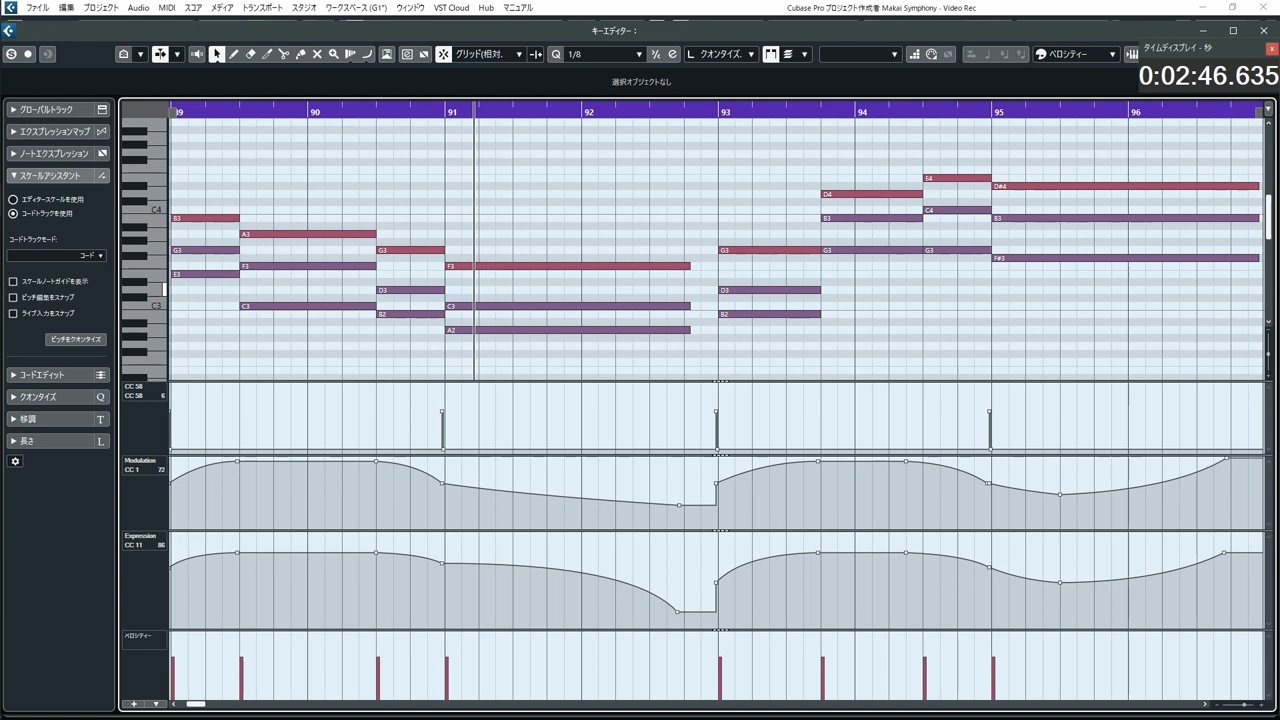 ファイル 編集 プロジェクト Audio MIDI スコア メディア トランスポート スタジオ ワークスペース (G1*) ウィンドウ VST Cloud Hub マニュアル Cubase Pro プロジェクト作成者 Makai Symphony - Video Rec
キーエディター：
タイムディスプレイ - 秒
グリッド(相対. 1/8 クオンタイズ. ベロシティー
0:02:46.635
選択オブジェクトなし
グローバルトラック
エクスプレッションマップ
ノートエクスプレッション
スケールアシスタント
エディタースケールを使用
コードトラックを使用
コードトラックモード:
コード
スケールノートガイドを表示
ピッチ編集をスナップ
ライブ入力をスナップ
ピッチをクオンタイズ
コードエディット
クオンタイズ Q
移調 T
長さ L
89 90 91 92 93 94 95 96
E4
D#4
D4
C4 C4
B3 B3 B3
A3
G3 G3 G3 G3 G3
F#3
F3 F3
E3
D3 D3
C3 C3 C3
B2 B2
A2
CC 58
CC 58 6
Modulation
CC 1 72
Expression
CC 11 86
ベロシティー